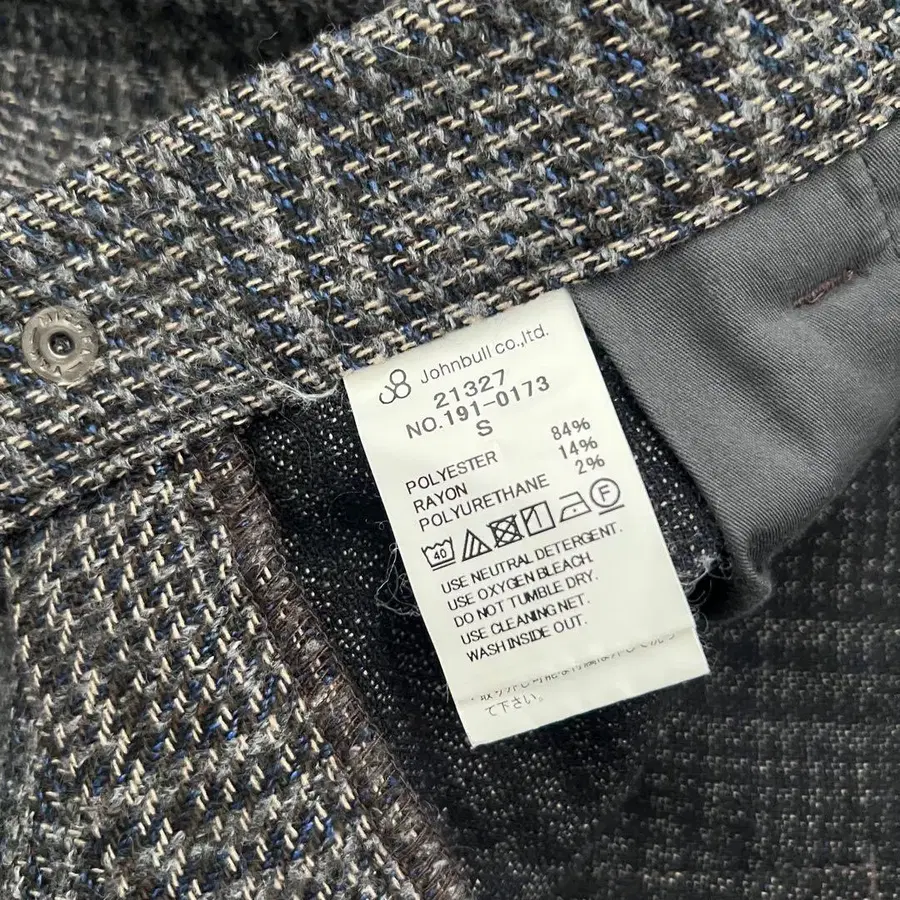 Johnbull co.,ltd.
21327
NO.191-0173
S
POLYESTER 84%
RAYON 14%
POLYURETHANE 2%
40 F
USE NEUTRAL DETERGENT.
USE OXYGEN BLEACH.
DO NOT TUMBLE DRY.
USE CLEANING NET.
WASH INSIDE OUT.
て下さい。